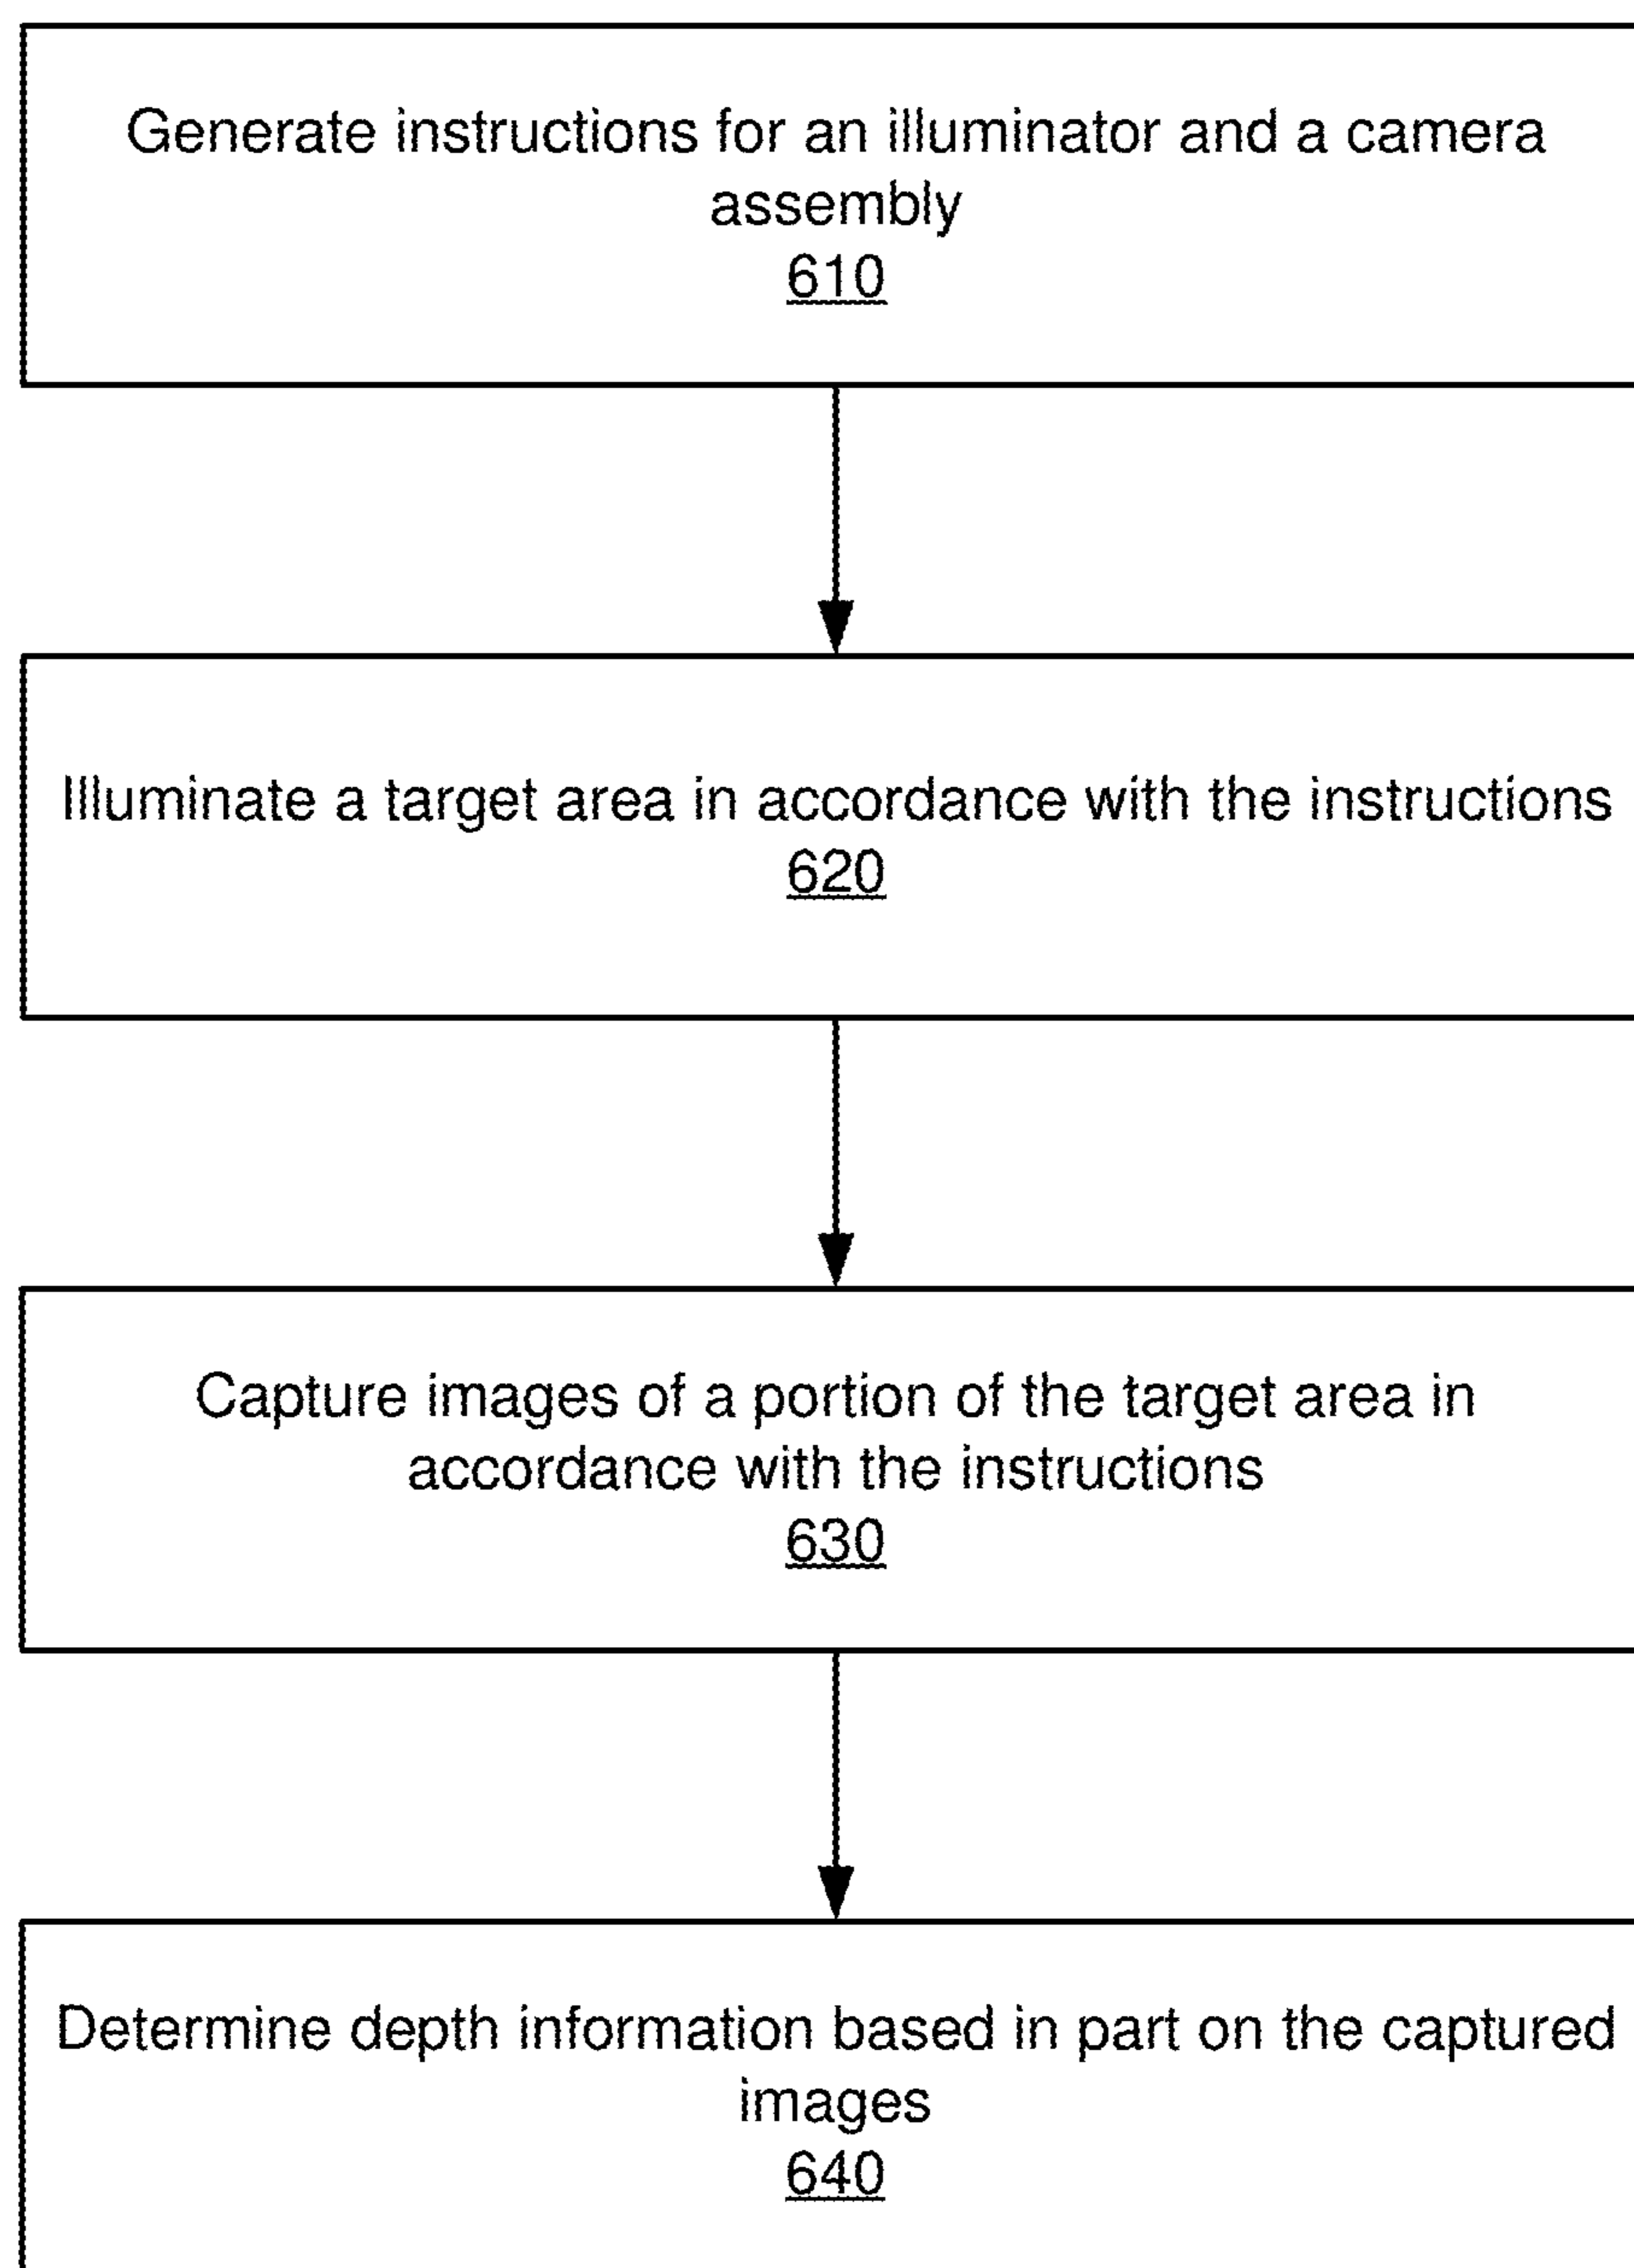 Generate instructions for an illuminator and a camera
assembly
610
Illuminate a target area in accordance with the instructions
620
Capture images of a portion of the target area in
accordance with the instructions
630
Determine depth information based in part on the captured
images
640